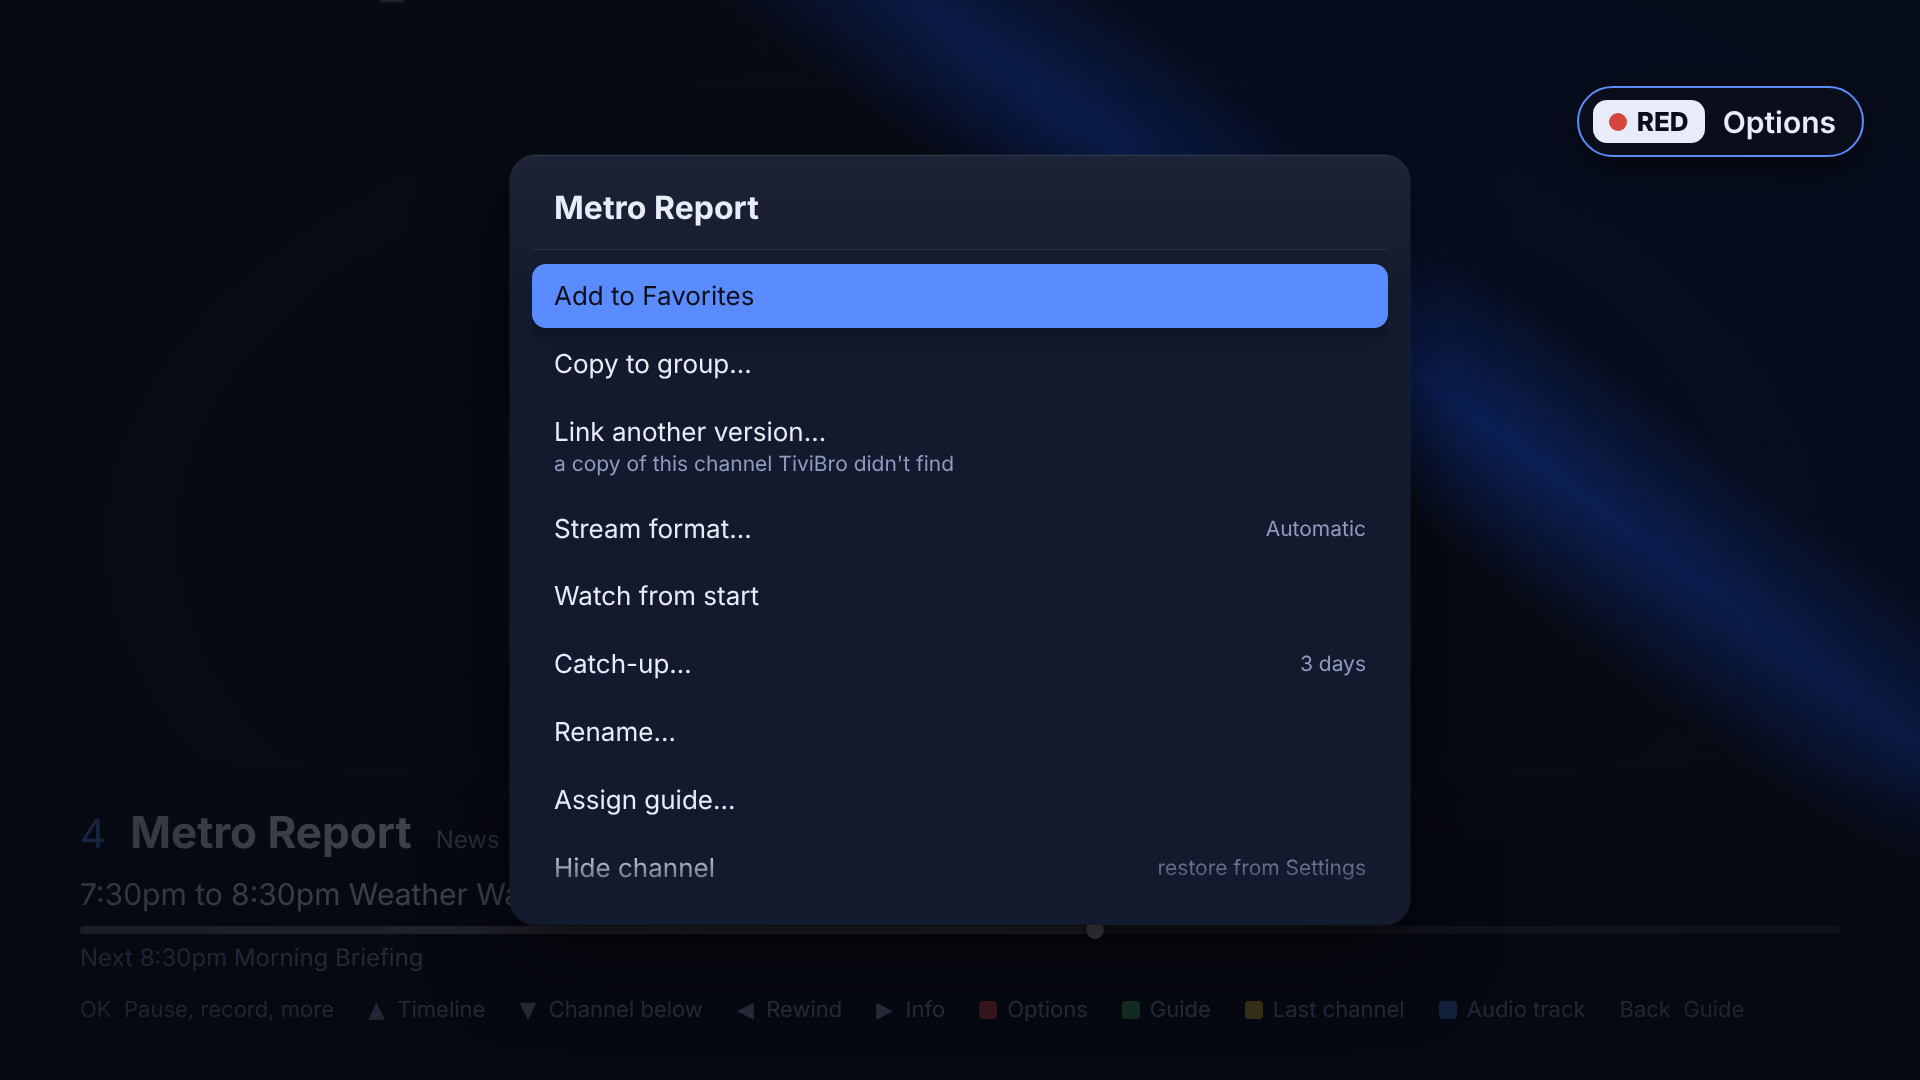 RED Options
Metro Report
Add to Favorites
Copy to group...
Link another version...
a copy of this channel TiviBro didn't find
Stream format... Automatic
Watch from start
Catch-up... 3 days
Rename...
Assign guide...
Hide channel restore from Settings
4 Metro Report News
7:30pm to 8:30pm Weather
Next 8:30pm Morning Briefing
OK Pause, record, more ▲ Timeline ▼ Channel below ◀ Rewind ▶ Info Options Guide Last channel Audio track Back Guide